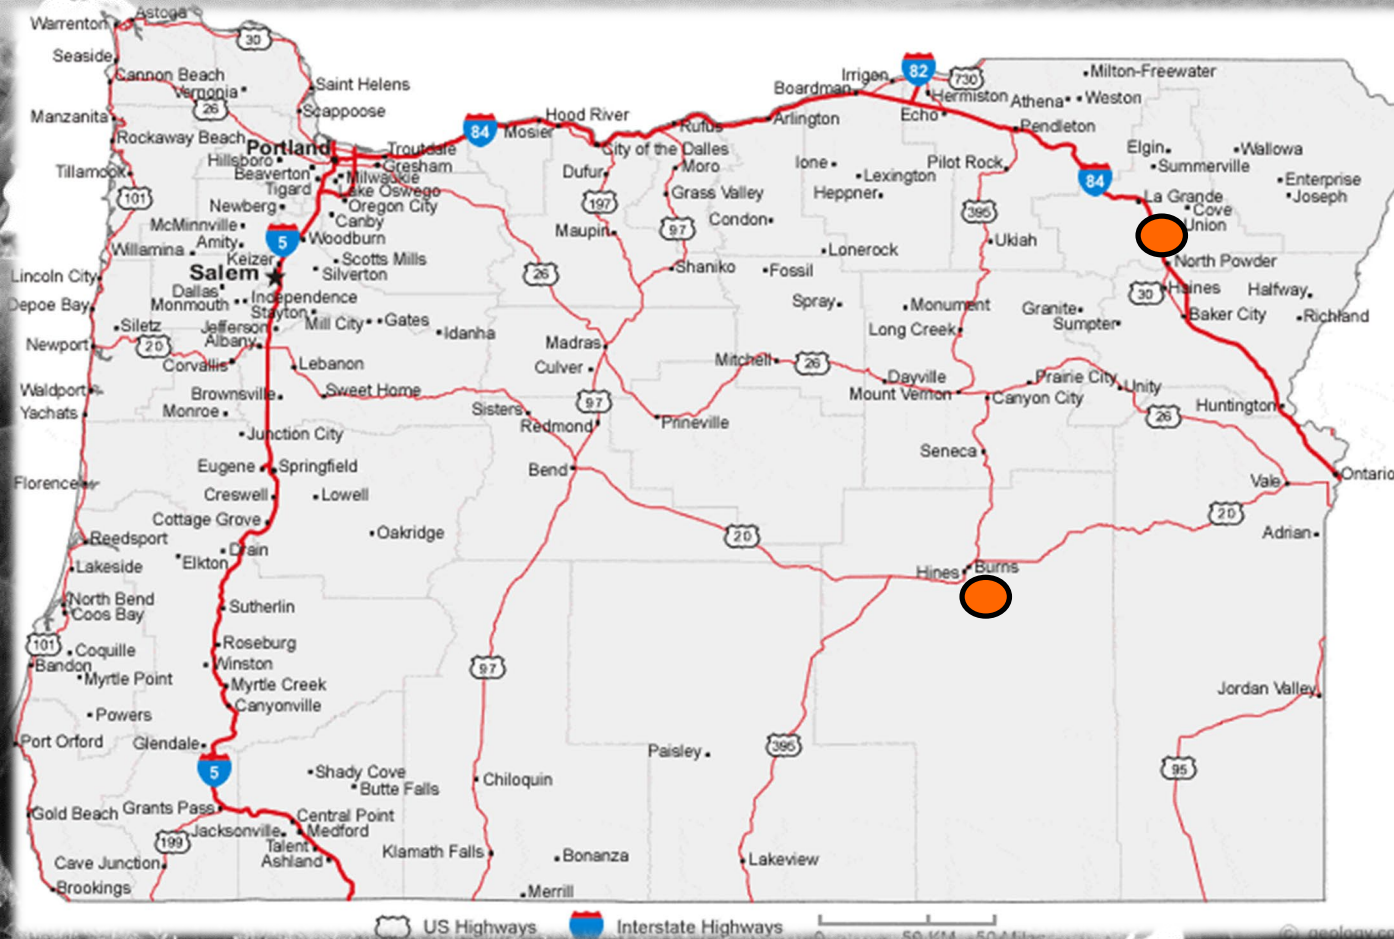 Astoga
Warrenton
30
Seaside
Cannon Beach
Vernonia
26
Saint Helens
Scappoose
Manzanita
Rockaway Beach
Portland
Hillsboro
Beaverton
Tigard
Tillamook
101
Troutdale
Gresham
Milwaukie
Lake Oswego
Oregon City
Newberg
Canby
McMinnville
Amity
Willamina
5
Woodburn
Keizer
Scotts Mills
Silverton
Salem
Lincoln City
Dallas
Monmouth
Independence
Stayton
Depoe Bay
Mill City
Gates
Idanha
Siletz
Jefferson
Albany
Newport
20
Corvallis
Lebanon
Waldport
Brownsville
Sweet Home
Yachats
Monroe
Junction City
Eugene
Springfield
Florence
Creswell
Lowell
Cottage Grove
Oakridge
Reedsport
Drain
Elkton
Lakeside
North Bend
Coos Bay
Sutherlin
101
Coquille
Roseburg
Bandon
Winston
Myrtle Point
Myrtle Creek
Powers
Canyonville
Port Orford
Glendale
5
Shady Cove
Butte Falls
Gold Beach
Grants Pass
Central Point
Jacksonville
Medford
199
Talent
Ashland
Cave Junction
Brookings
84
Mosier
Hood River
City of the Dalles
Rufus
Dufur
Moro
197
Grass Valley
Maupin
97
Shaniko
26
Madras
Culver
97
Sisters
Redmond
Prineville
Bend
20
97
Chiloquin
Klamath Falls
Bonanza
Merrill
Boardman
Irrigon
82
730
Hermiston
Arlington
Echo
Athena
Weston
Milton-Freewater
Pendleton
Ione
Lexington
Heppner
Pilot Rock
84
Elgin
Summerville
Wallowa
Enterprise
Joseph
La Grande
Cove
Union
Condon
395
Lonerock
Ukiah
Fossil
North Powder
30
Haines
Halfway
Spray
Monument
Granite
Sumpter
Baker City
Richland
Long Creek
Mitchell
26
Dayville
Mount Vernon
Prairie City
Canyon City
Unity
26
Huntington
Seneca
Vale
Ontario
20
Adrian
Hines
Burns
Jordan Valley
Paisley
395
95
Lakeview
US Highways
Interstate Highways
0
50 KM
50 Miles